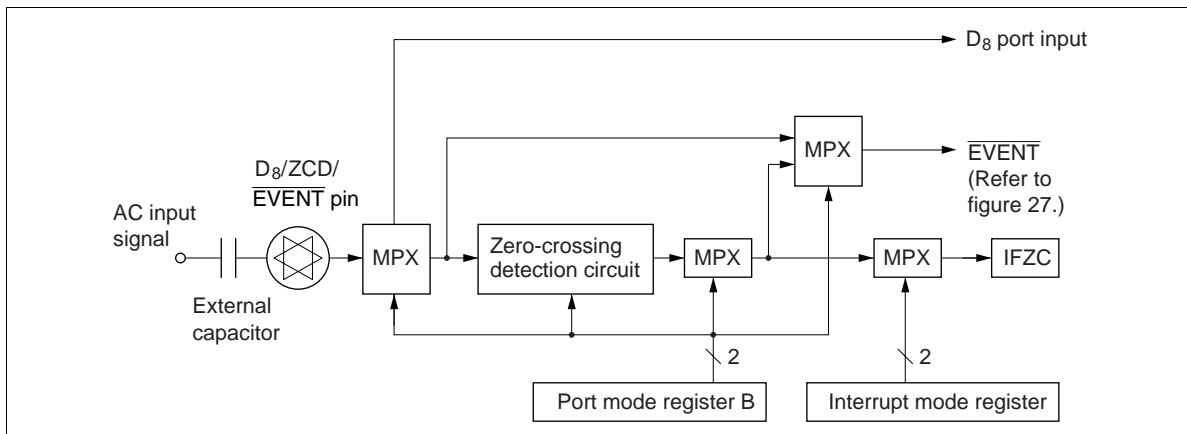 D₈ port input
MPX
EVENT
(Refer to
figure 27.)
D₈/ZCD/
EVENT pin
AC input
signal
MPX
Zero-crossing
detection circuit
MPX
MPX
IFZC
External
capacitor
2
2
Port mode register B
Interrupt mode register